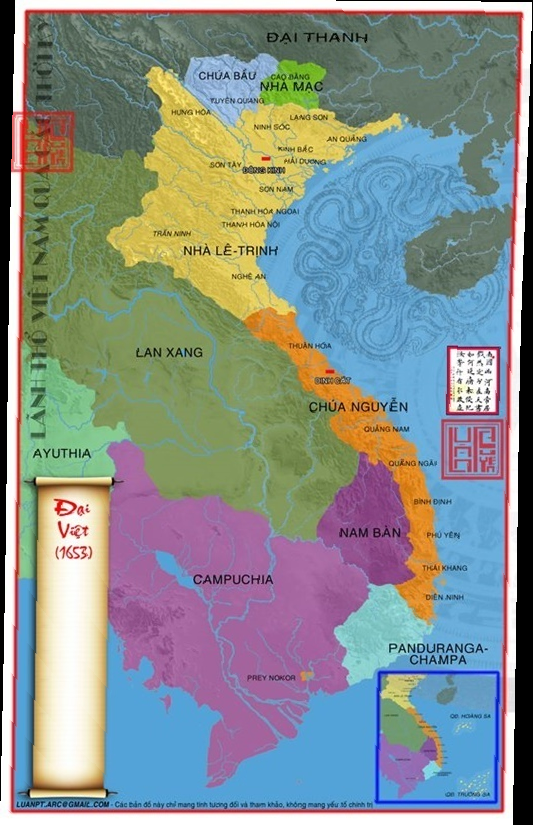 ĐẠI THANH
CHÚA BẦU
CAO BẰNG
NHÀ MẠC
TUYÊN QUANG
HƯNG HÓA
LẠNG SƠN
NINH SÓC
AN QUẢNG
KINH BẮC
SƠN TÂY
HẢI DƯƠNG
ĐÔNG KINH
SƠN NAM
THANH HÓA NGOẠI
THANH HÓA NỘI
TRẤN NINH
NHÀ LÊ-TRỊNH
NGHỆ AN
LÃNH THỔ VIỆT NAM QUA
THỜI KỲ
THUẬN HÓA
LAN XANG
DINH CÁT
CHÚA NGUYỄN
QUẢNG NAM
AYUTHIA
QUẢNG NGÃI
Đại
Việt
(1653)
BÌNH ĐỊNH
NAM BÀN
PHÚ YÊN
THÁI KHANG
CAMPUCHIA
DIÊN NINH
PANDURANGA-
CHAMPA
PREY NOKOR
QĐ. HOÀNG SA
QĐ. TRƯỜNG SA
LUANPT.ARC@GMAIL.COM - Các bản đồ này chỉ mang tính tương đối và tham khảo, không mang yếu tố chính trị